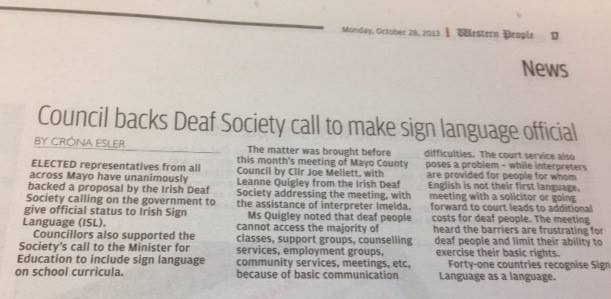 Monday, October 28, 2013 | Western People 17
News
Council backs Deaf Society call to make sign language official
BY CRÓNA ESLER
ELECTED representatives from all
across Mayo have unanimously
backed a proposal by the Irish Deaf
Society calling on the government to
give official status to Irish Sign
Language (ISL).
Councillors also supported the
Society's call to the Minister for
Education to include sign language
on school curricula.
The matter was brought before
this month's meeting of Mayo County
Council by Cllr Joe Mellett, with
Leanne Quigley from the Irish Deaf
Society addressing the meeting, with
the assistance of interpreter Imelda.
Ms Quigley noted that deaf people
cannot access the majority of
classes, support groups, counselling
services, employment groups,
community services, meetings, etc,
because of basic communication
difficulties. The court service also
poses a problem - while interpreters
are provided for people for whom
English is not their first language,
meeting with a solicitor or going
forward to court leads to additional
costs for deaf people. The meeting
heard the barriers are frustrating for
deaf people and limit their ability to
exercise their basic rights.
Forty-one countries recognise Sign
Language as a language.